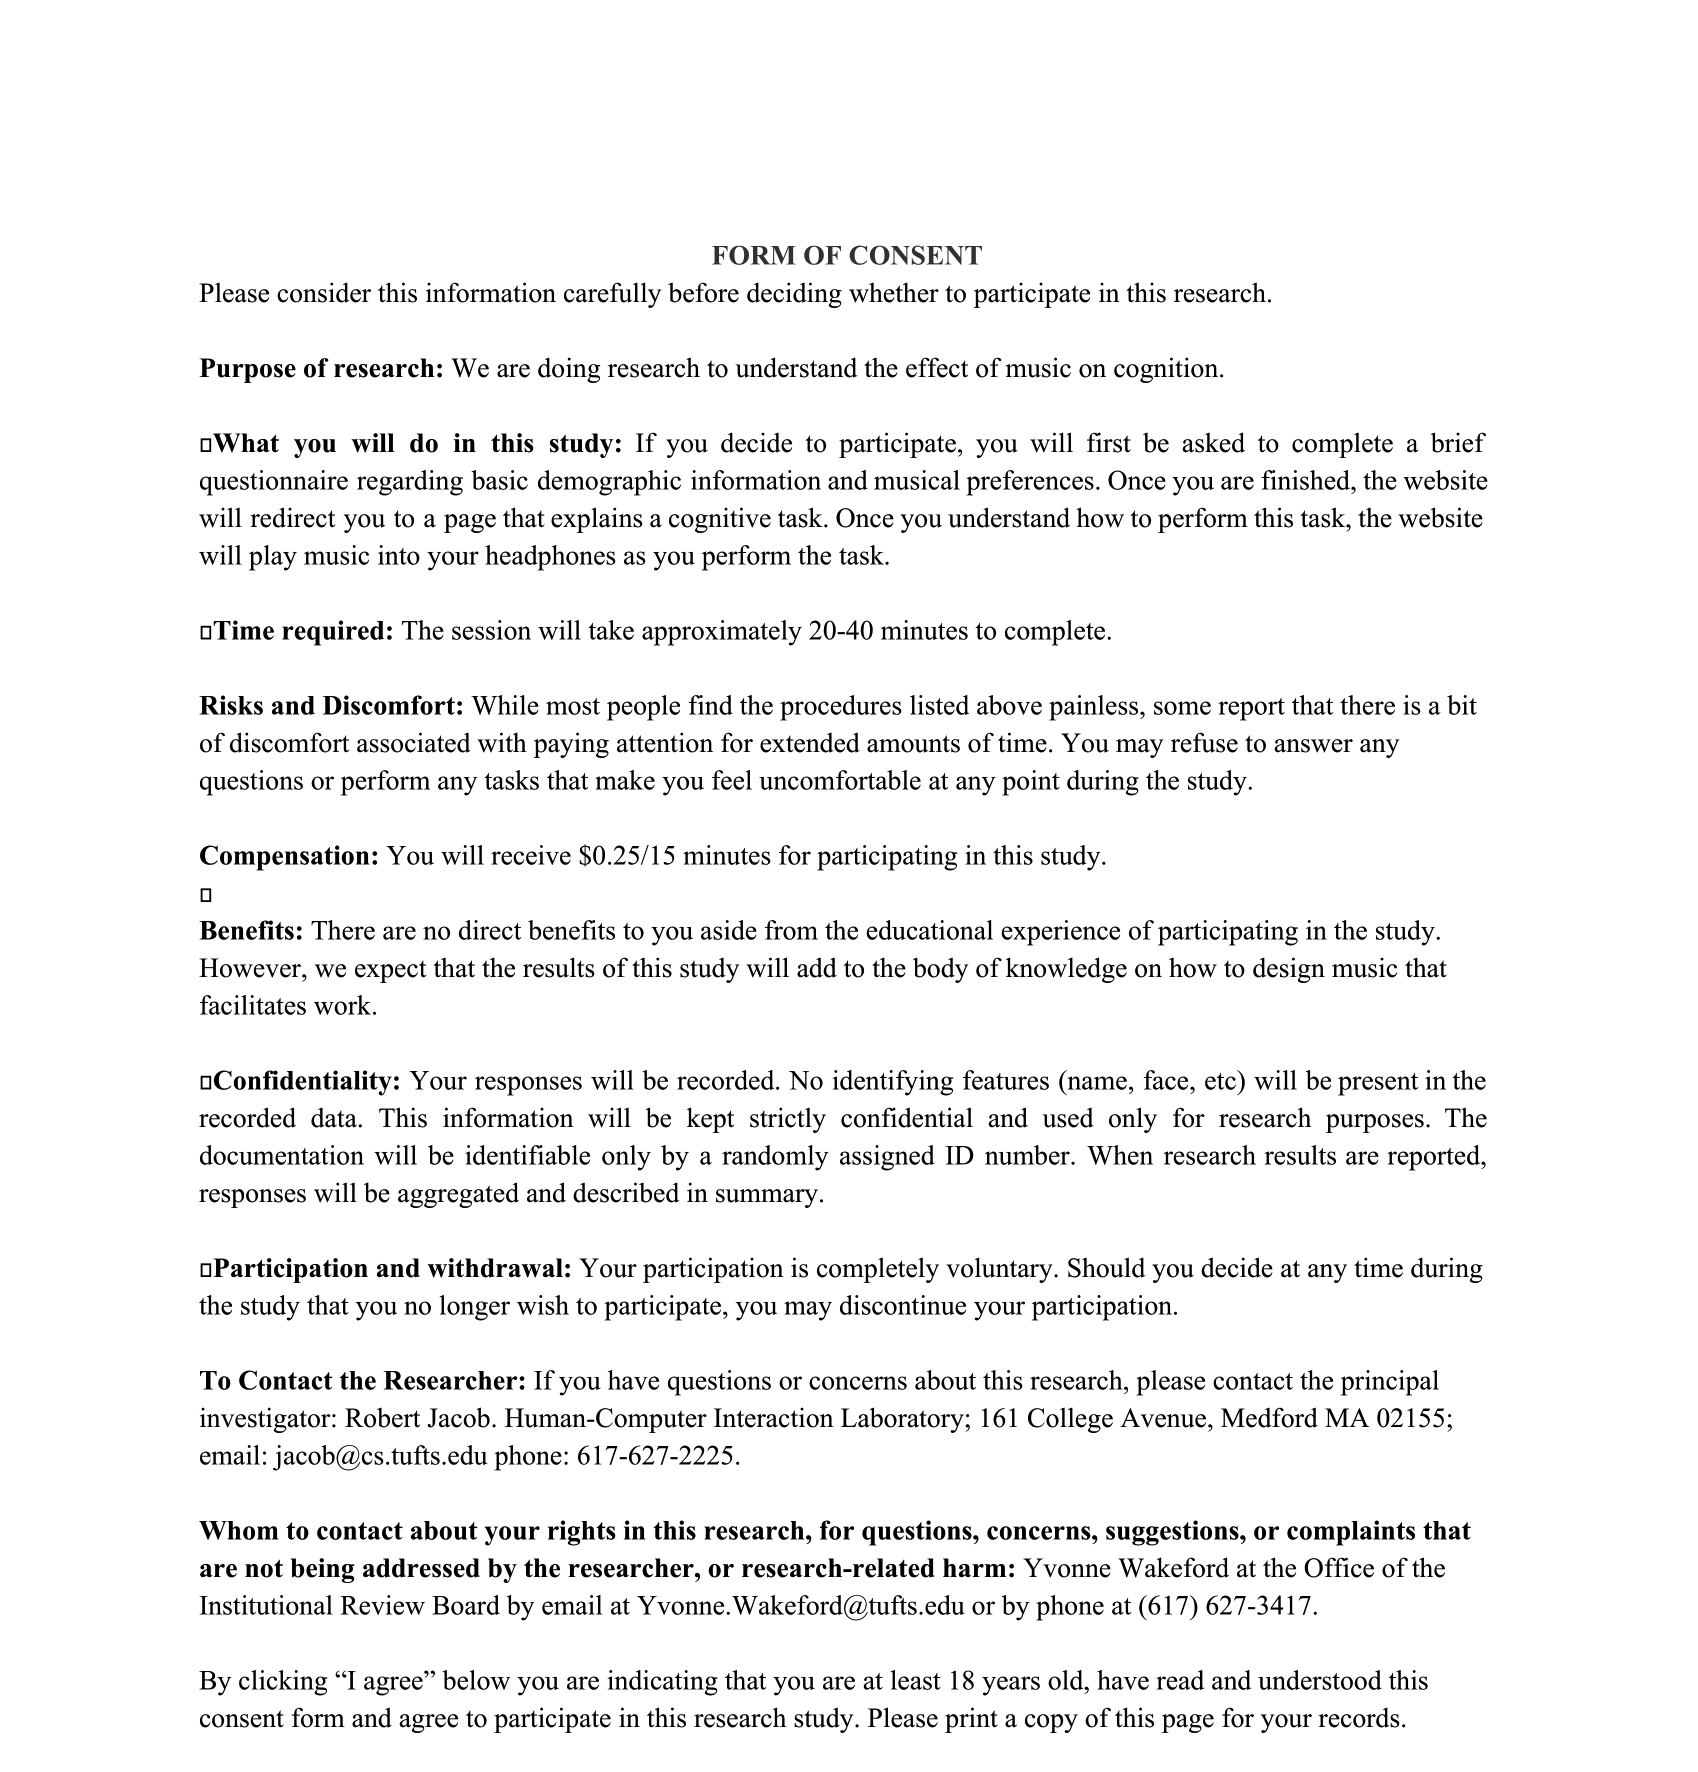 FORM OF CONSENT
Please consider this information carefully before deciding whether to participate in this research.
Purpose of research: We are doing research to understand the effect of music on cognition.
▯What you will do in this study: If you decide to participate, you will first be asked to complete a brief
questionnaire regarding basic demographic information and musical preferences. Once you are finished, the website
will redirect you to a page that explains a cognitive task. Once you understand how to perform this task, the website
will play music into your headphones as you perform the task.
▯Time required: The session will take approximately 20-40 minutes to complete.
Risks and Discomfort: While most people find the procedures listed above painless, some report that there is a bit
of discomfort associated with paying attention for extended amounts of time. You may refuse to answer any
questions or perform any tasks that make you feel uncomfortable at any point during the study.
Compensation: You will receive $0.25/15 minutes for participating in this study.
▯
Benefits: There are no direct benefits to you aside from the educational experience of participating in the study.
However, we expect that the results of this study will add to the body of knowledge on how to design music that
facilitates work.
▯Confidentiality: Your responses will be recorded. No identifying features (name, face, etc) will be present in the
recorded data. This information will be kept strictly confidential and used only for research purposes. The
documentation will be identifiable only by a randomly assigned ID number. When research results are reported,
responses will be aggregated and described in summary.
▯Participation and withdrawal: Your participation is completely voluntary. Should you decide at any time during
the study that you no longer wish to participate, you may discontinue your participation.
To Contact the Researcher: If you have questions or concerns about this research, please contact the principal
investigator: Robert Jacob. Human-Computer Interaction Laboratory; 161 College Avenue, Medford MA 02155;
email: jacob@cs.tufts.edu phone: 617-627-2225.
Whom to contact about your rights in this research, for questions, concerns, suggestions, or complaints that
are not being addressed by the researcher, or research-related harm: Yvonne Wakeford at the Office of the
Institutional Review Board by email at Yvonne.Wakeford@tufts.edu or by phone at (617) 627-3417.
By clicking “I agree” below you are indicating that you are at least 18 years old, have read and understood this
consent form and agree to participate in this research study. Please print a copy of this page for your records.